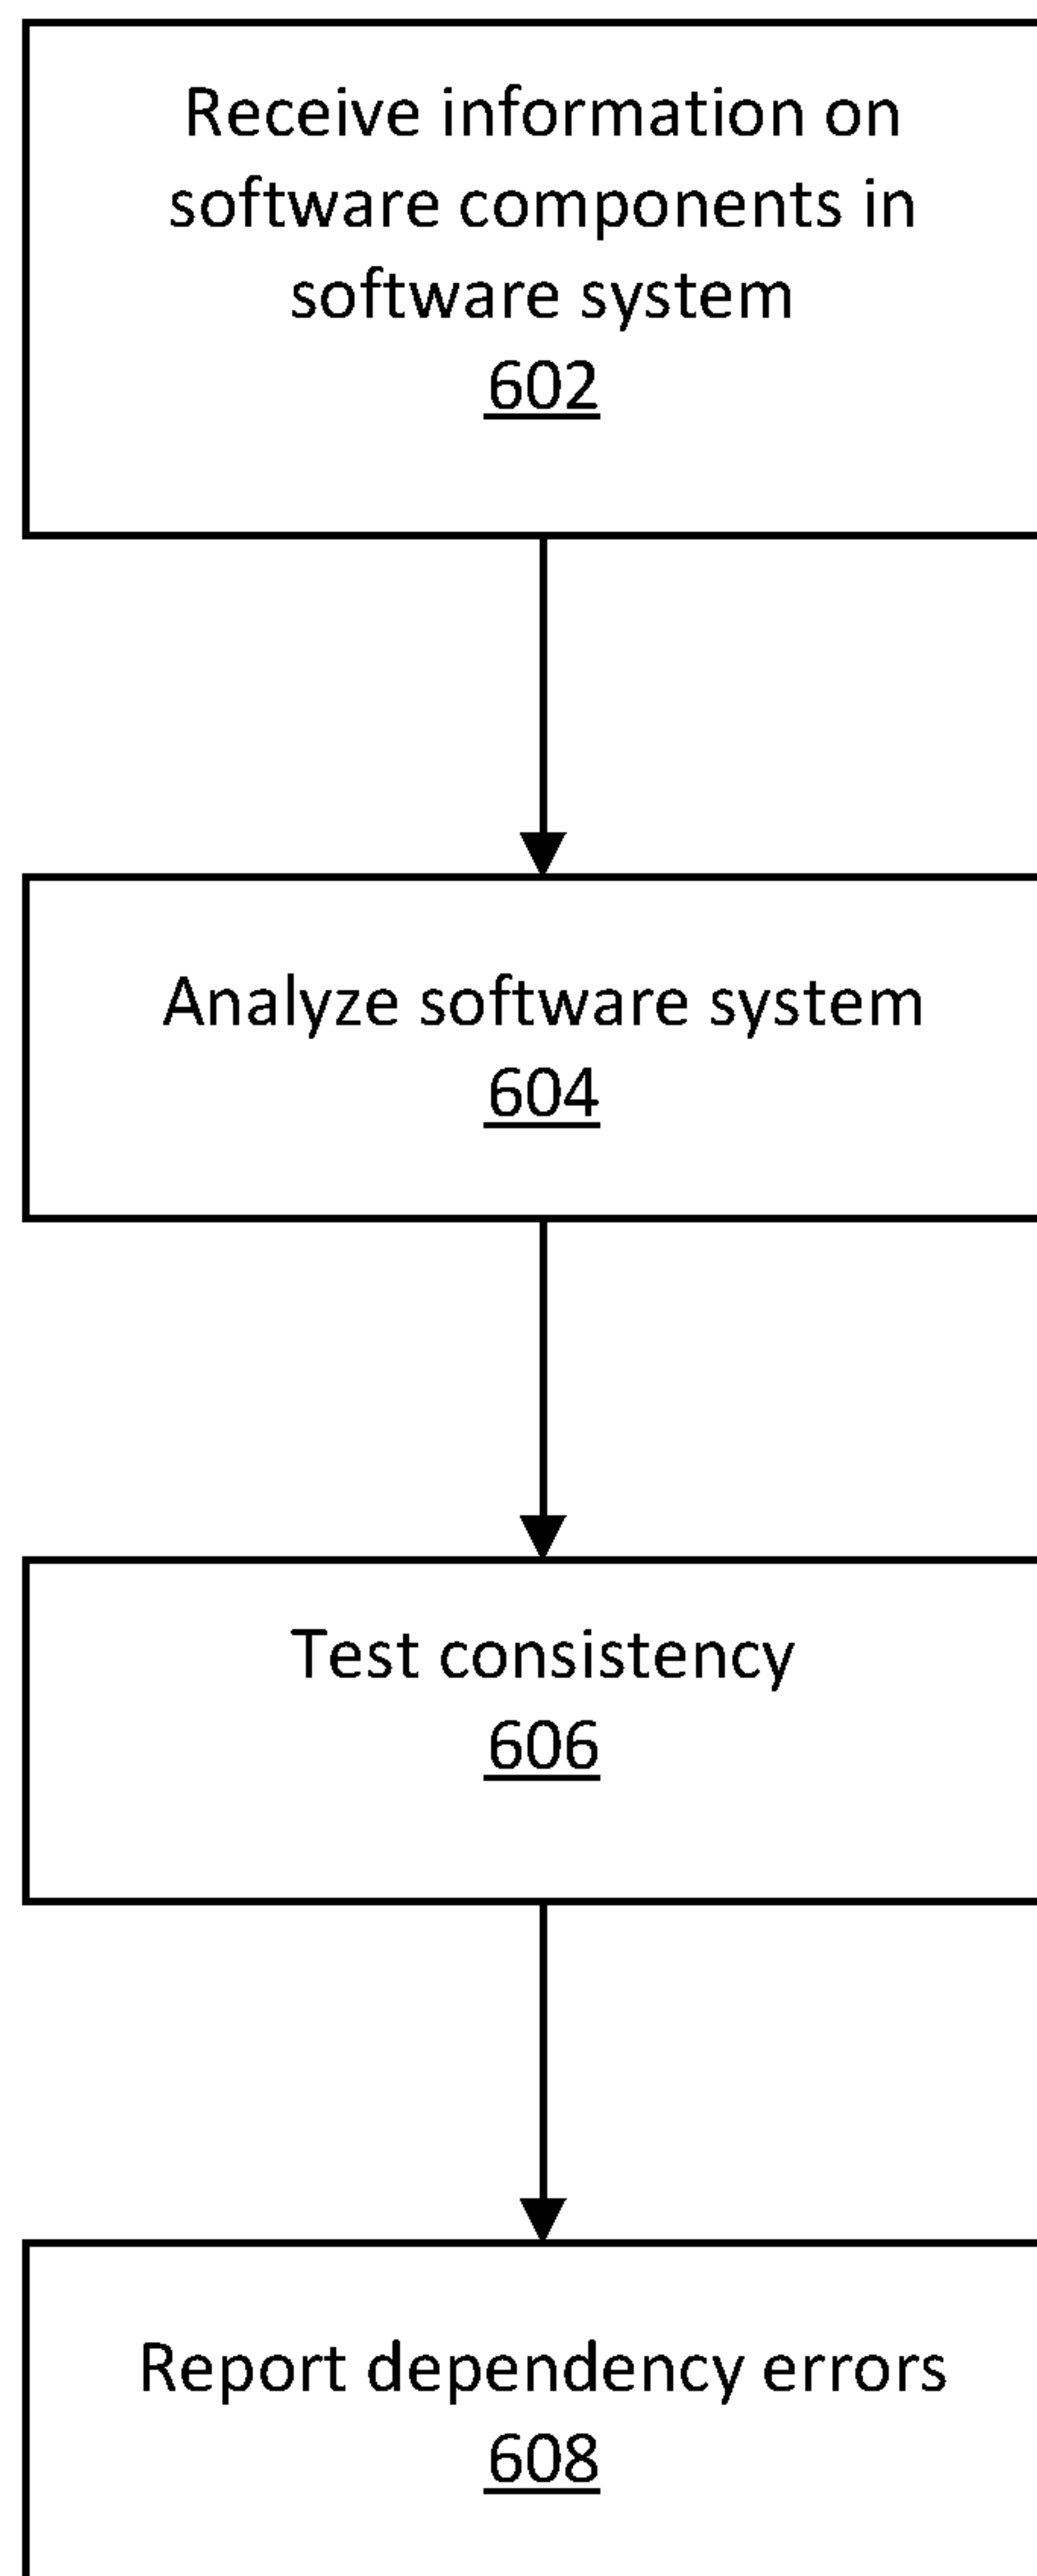 Receive information on
software components in
software system
602
Analyze software system
604
Test consistency
606
Report dependency errors
608